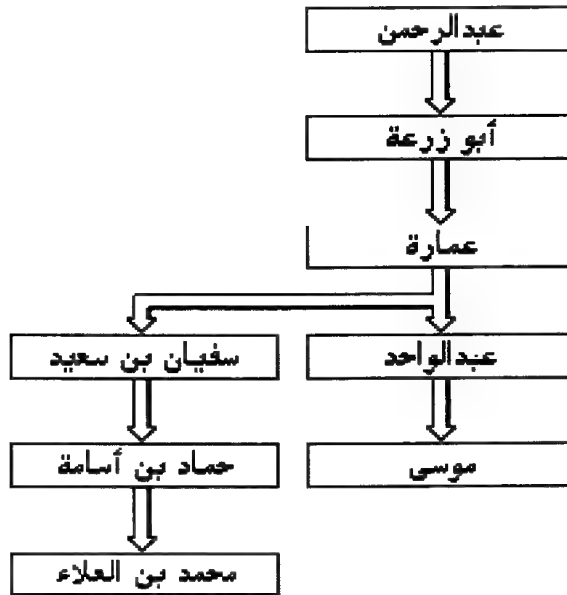 عبدالرحمن
أبو زرعة
عمارة
عبدالواحد
سفيان بن سعيد
موسى
حماد بن أسامة
محمد بن العلاء